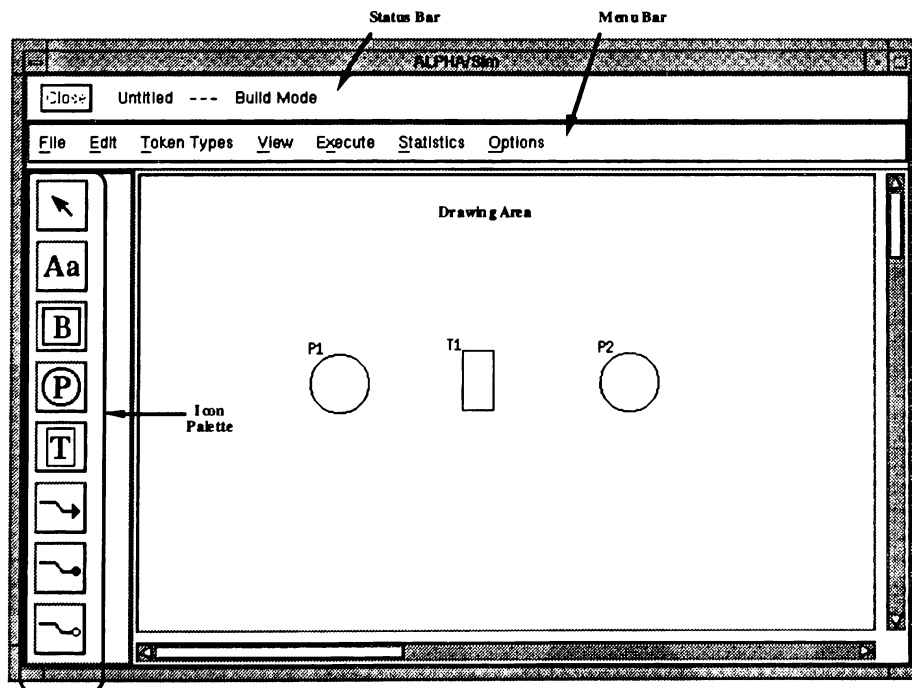 Status Bar
Menu Bar
ALPHA/Sim
Close Untitled --- Build Mode
File Edit Token Types View Execute Statistics Options
Drawing Area
Aa
B
P
T
P1
T1
P2
Icon
Palette